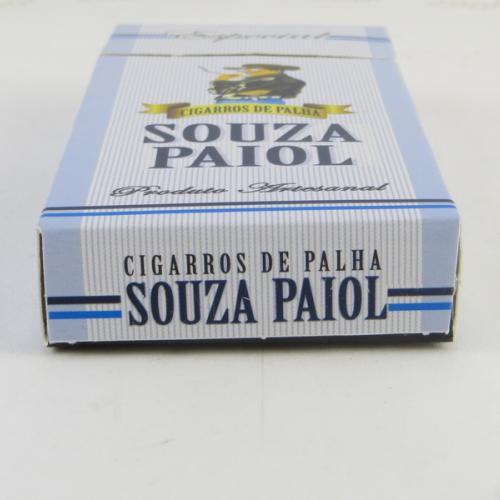 Especial
CIGARROS DE PALHA
SOUZA
PAIOL
Produto Artesanal
CIGARROS DE PALHA
SOUZA PAIOL